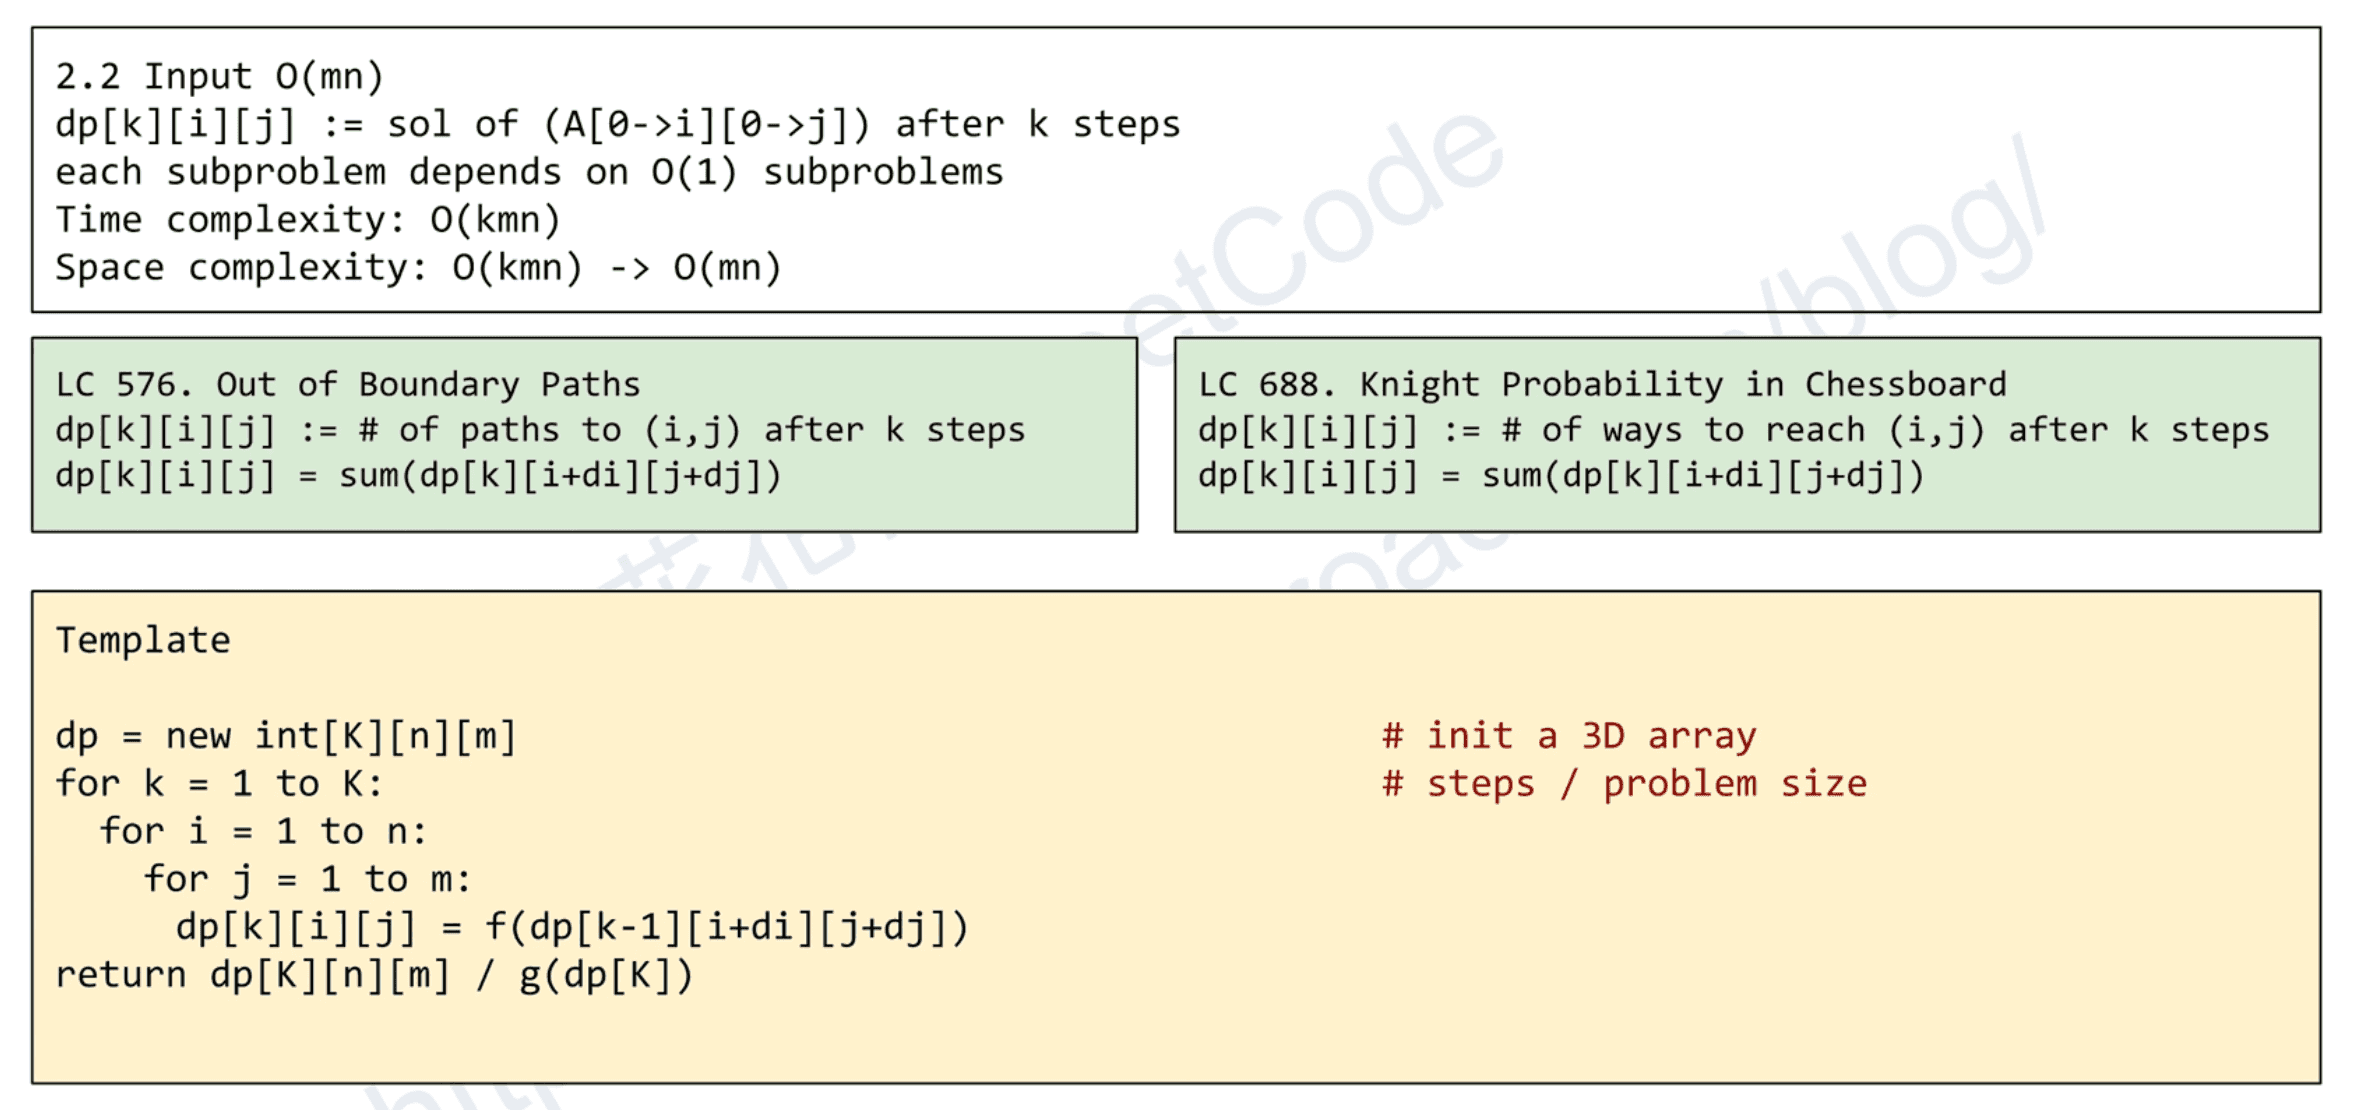 2.2 Input O(mn)
dp[k][i][j] := sol of (A[0->i][0->j]) after k steps
each subproblem depends on O(1) subproblems
Time complexity: O(kmn)
Space complexity: O(kmn) -> O(mn)
LC 576. Out of Boundary Paths
dp[k][i][j] := # of paths to (i,j) after k steps
dp[k][i][j] = sum(dp[k][i+di][j+dj])
LC 688. Knight Probability in Chessboard
dp[k][i][j] := # of ways to reach (i,j) after k steps
dp[k][i][j] = sum(dp[k][i+di][j+dj])
Template
dp = new int[K][n][m] # init a 3D array
for k = 1 to K: # steps / problem size
for i = 1 to n:
for j = 1 to m:
dp[k][i][j] = f(dp[k-1][i+di][j+dj])
return dp[K][n][m] / g(dp[K])
etCode
/blog/